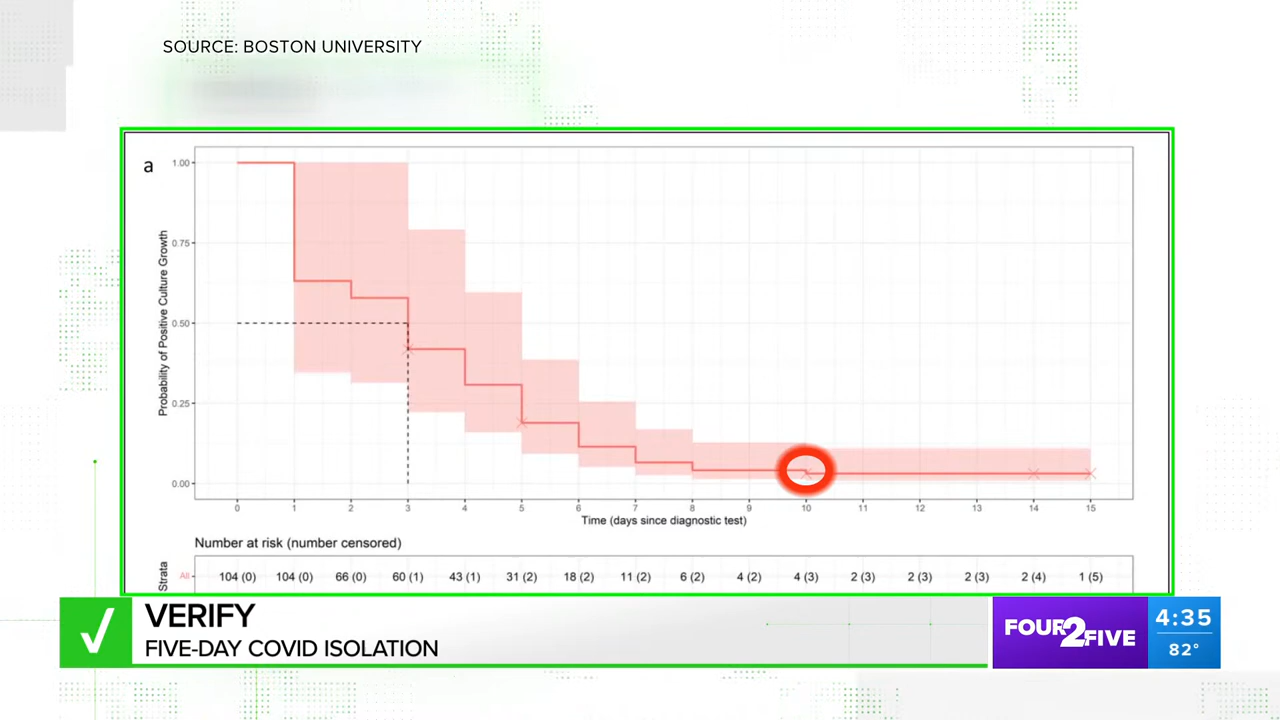 SOURCE: BOSTON UNIVERSITY
a
1.00
0.75
0.50
0.25
0.00
Probability of Positive Culture Growth
0 1 2 3 4 5 6 7 8 9 10 11 12 13 14 15
Time (days since diagnostic test)
Number at risk (number censored)
Strata
All
104 (0) 104 (0) 66 (0) 60 (1) 43 (1) 31 (2) 18 (2) 11 (2) 6 (2) 4 (2) 4 (3) 2 (3) 2 (3) 2 (3) 2 (4) 1 (5)
VERIFY
FIVE-DAY COVID ISOLATION
FOUR2FIVE
4:35
82°